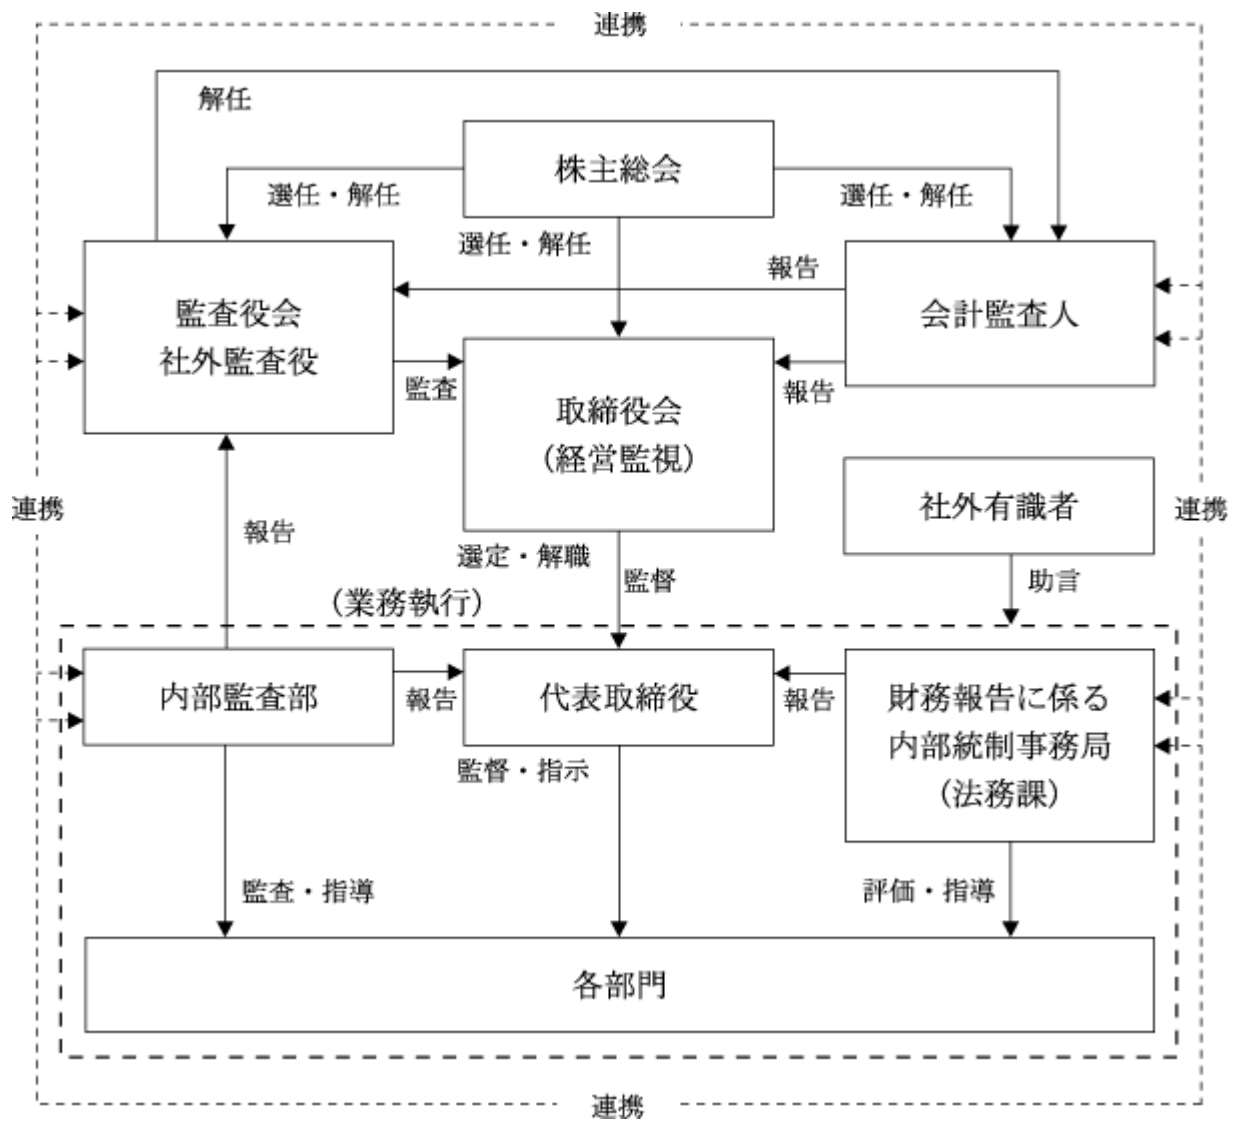 連携
解任
株主総会
選任・解任
選任・解任
選任・解任
報告
監査役会
社外監査役
会計監査人
監査
報告
取締役会
(経営監視)
社外有識者
連携
連携
報告
選定・解職
監督
助言
(業務執行)
内部監査部
報告
代表取締役
報告
財務報告に係る
内部統制事務局
(法務課)
監督・指示
監査・指導
評価・指導
各部門
連携